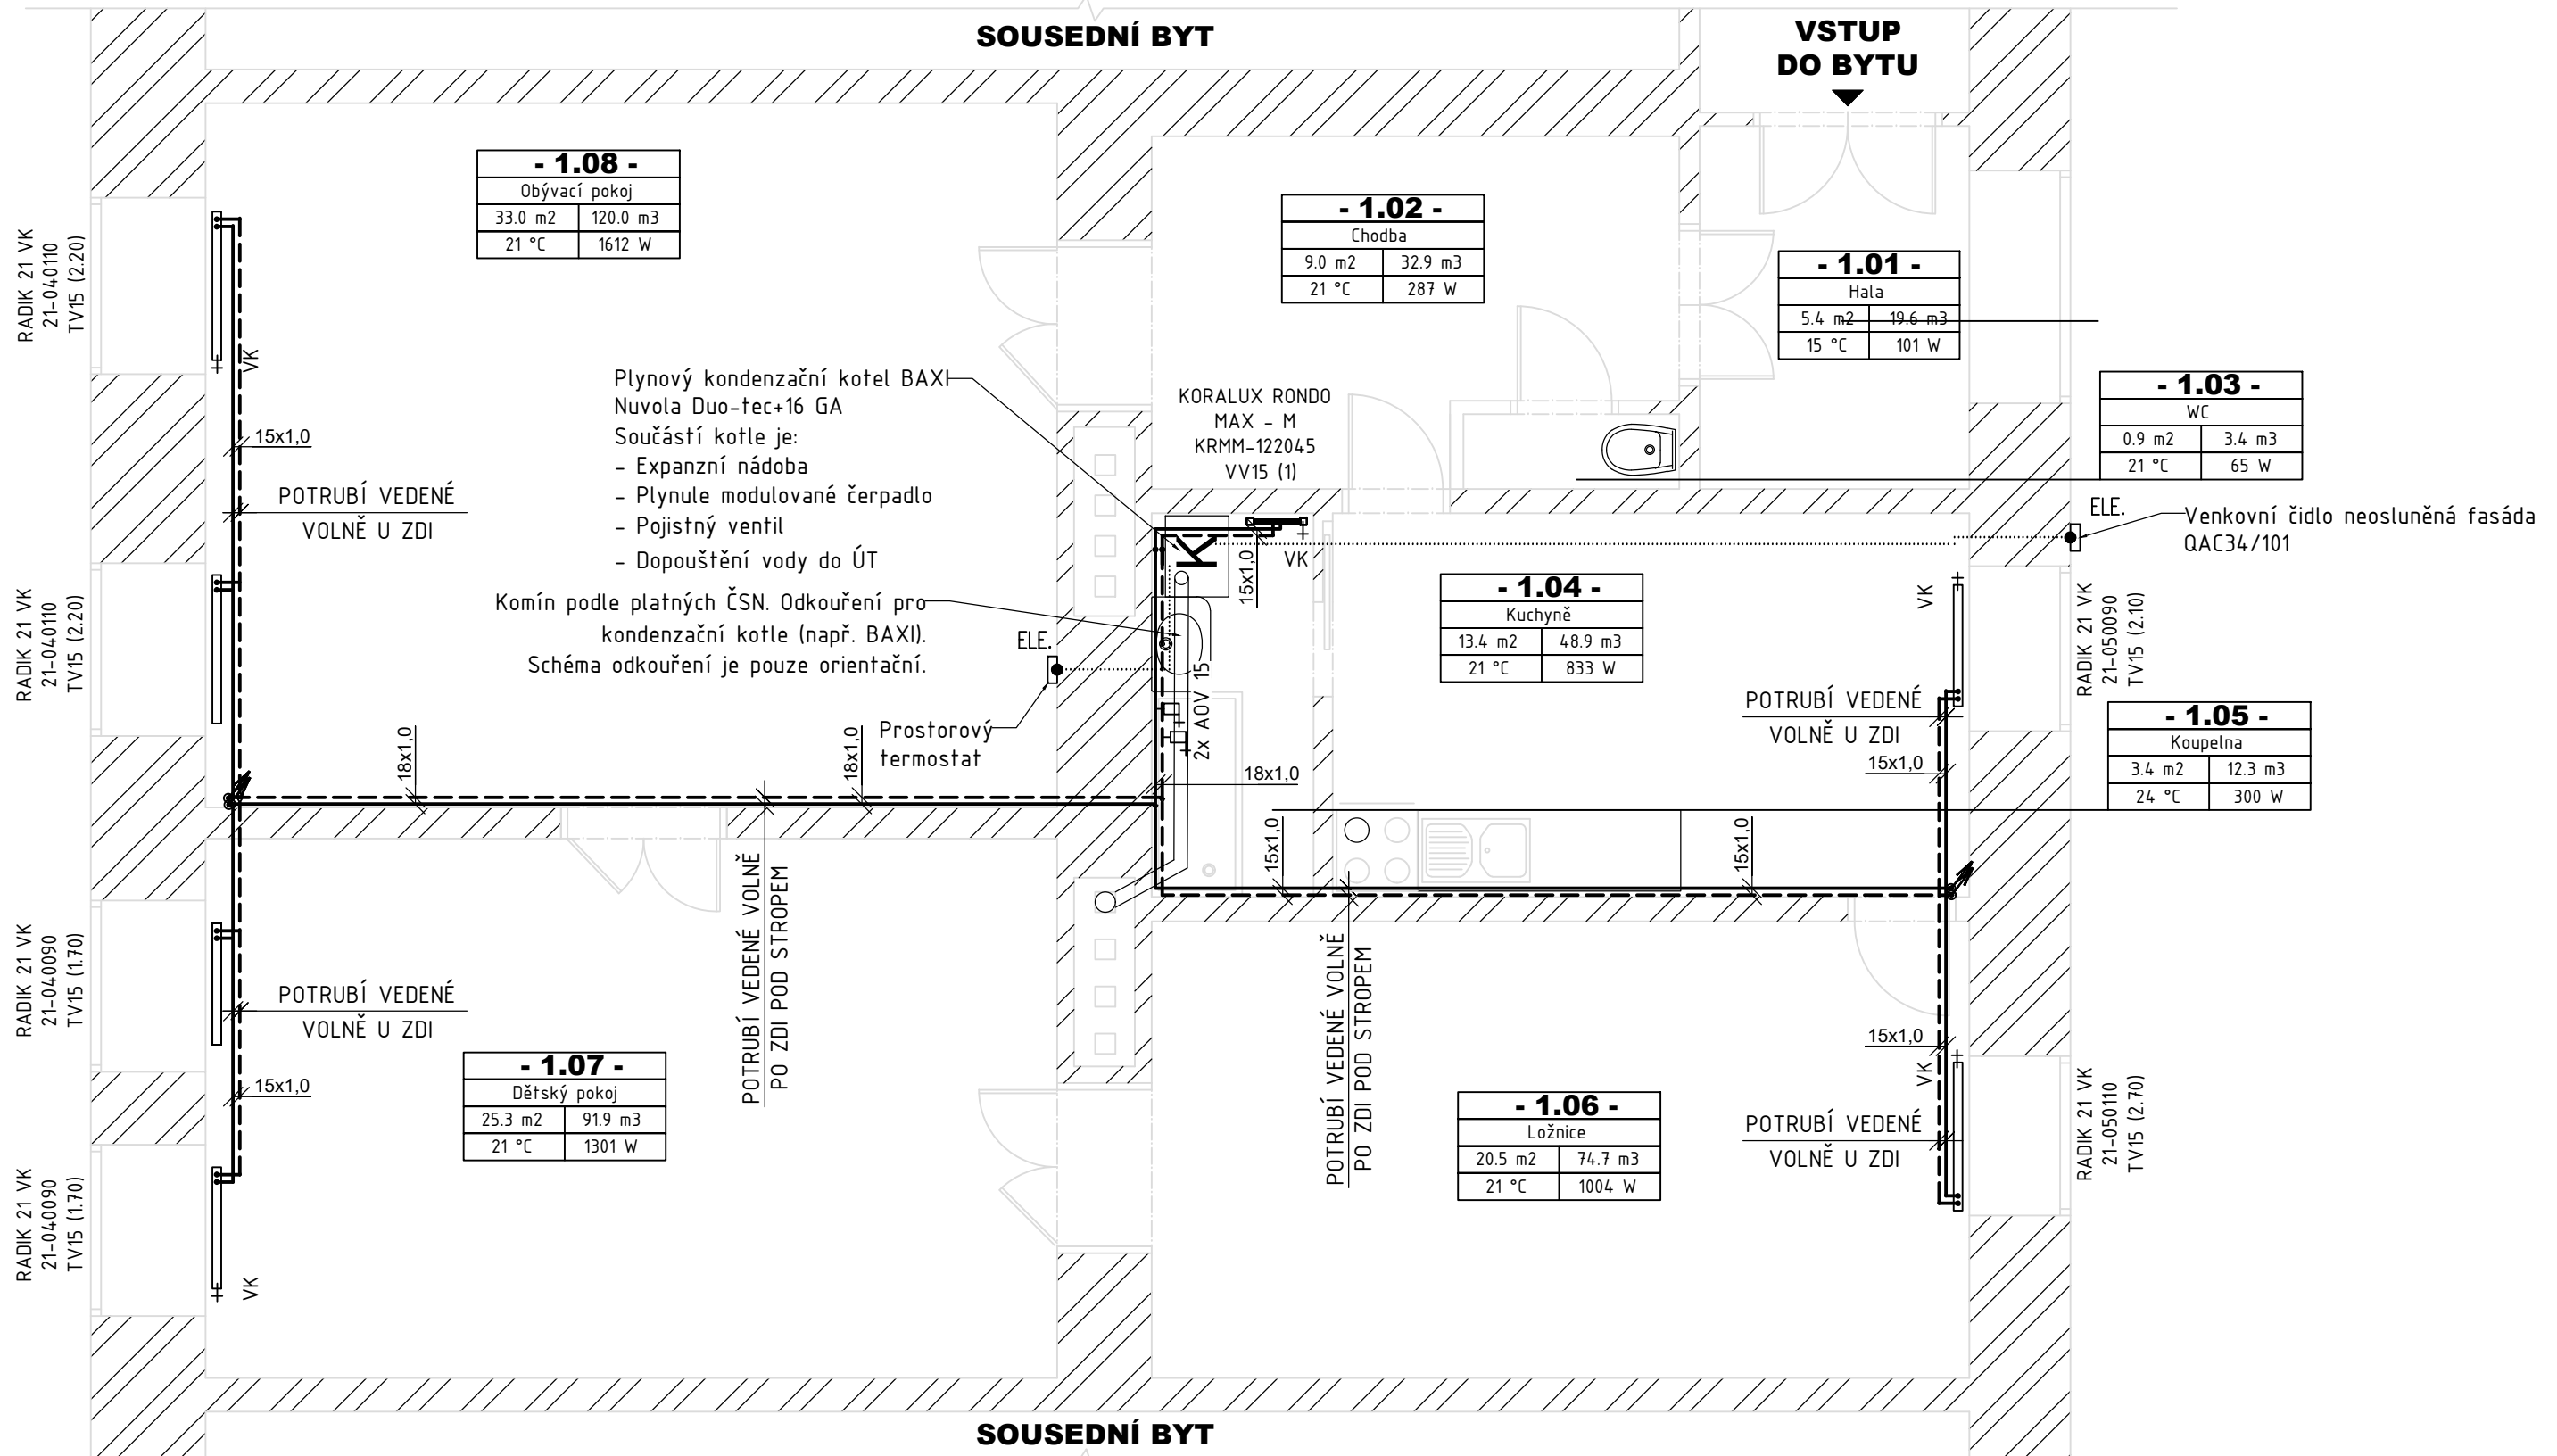 SOUSEDNÍ BYT
VSTUP
DO BYTU
- 1.08 -
Obývací pokoj
33.0 m2 120.0 m3
21 °C 1612 W
- 1.02 -
Chodba
9.0 m2 32.9 m3
21 °C 287 W
- 1.01 -
Hala
5.4 m2 19.6 m3
15 °C 101 W
- 1.03 -
WC
0.9 m2 3.4 m3
21 °C 65 W
RADIK 21 VK
21-040110
TV15 (2.20)
VK
15x1,0
POTRUBÍ VEDENÉ
VOLNĚ U ZDI
Plynový kondenzační kotel BAXI
Nuvola Duo-tec+16 GA
Součástí kotle je:
- Expanzní nádoba
- Plynule modulované čerpadlo
- Pojistný ventil
- Dopouštění vody do ÚT
Komín podle platných ČSN. Odkouření pro
kondenzační kotle (např. BAXI).
Schéma odkouření je pouze orientační.
KORALUX RONDO
MAX - M
KRMM-122045
VV15 (1)
K
VK
15x1,0
ELE.
Venkovní čidlo neosluněná fasáda
QAC34/101
- 1.04 -
Kuchyně
13.4 m2 48.9 m3
21 °C 833 W
VK
RADIK 21 VK
21-050090
TV15 (2.10)
POTRUBÍ VEDENÉ
VOLNĚ U ZDI
15x1,0
- 1.05 -
Koupelna
3.4 m2 12.3 m3
24 °C 300 W
RADIK 21 VK
21-040110
TV15 (2.20)
ELE.
Prostorový
termostat
2x AOV 15
18x1,0
18x1,0
18x1,0
15x1,0
15x1,0
POTRUBÍ VEDENÉ VOLNĚ
PO ZDI POD STROPEM
POTRUBÍ VEDENÉ VOLNĚ
PO ZDI POD STROPEM
RADIK 21 VK
21-040090
TV15 (1.70)
POTRUBÍ VEDENÉ
VOLNĚ U ZDI
15x1,0
- 1.07 -
Dětský pokoj
25.3 m2 91.9 m3
21 °C 1301 W
- 1.06 -
Ložnice
20.5 m2 74.7 m3
21 °C 1004 W
15x1,0
VK
POTRUBÍ VEDENÉ
VOLNĚ U ZDI
RADIK 21 VK
21-050110
TV15 (2.70)
RADIK 21 VK
21-040090
TV15 (1.70)
VK
SOUSEDNÍ BYT